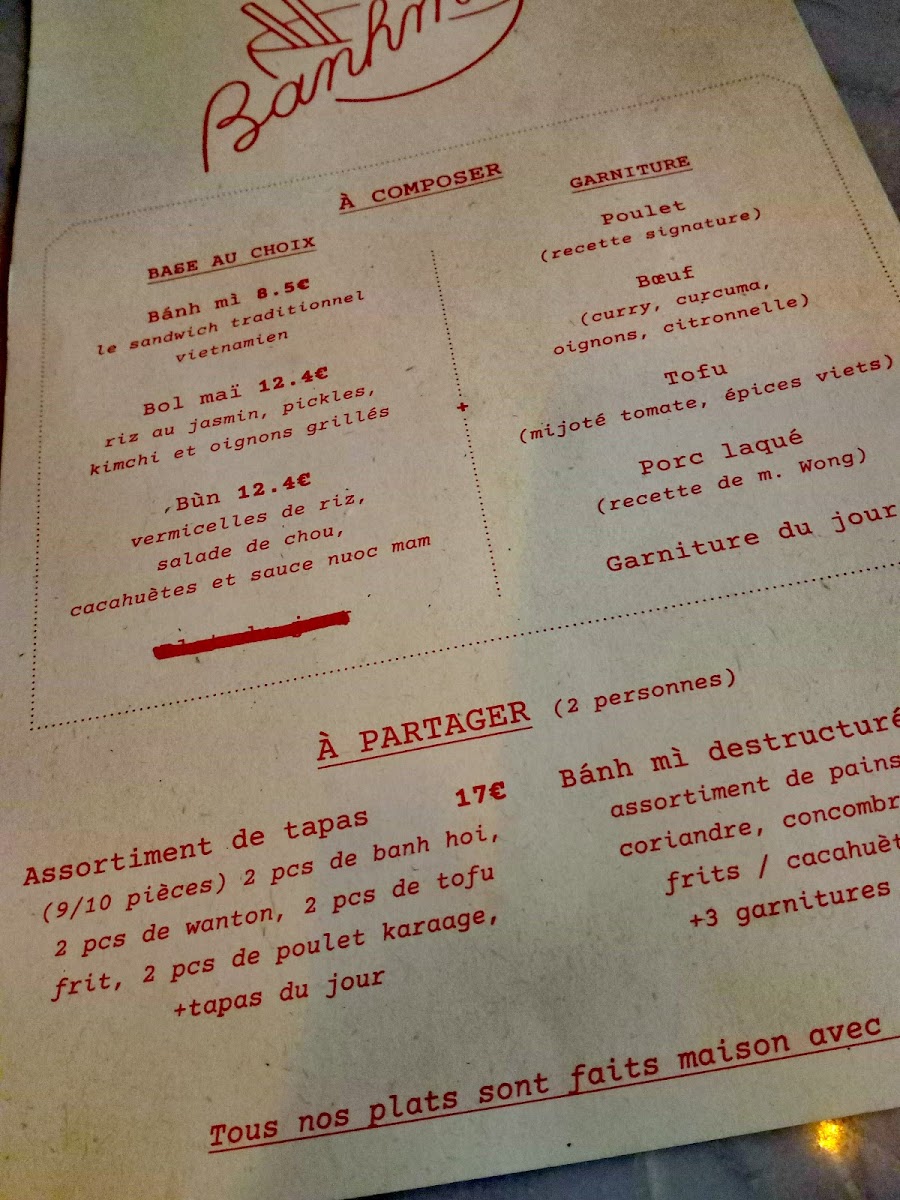 Banhm
À COMPOSER
BASE AU CHOIX
Bánh mì 8.5€
le sandwich traditionnel
vietnamien
Bol maï 12.4€
riz au jasmin, pickles,
kimchi et oignons grillés
Bùn 12.4€
vermicelles de riz,
salade de chou,
cacahuètes et sauce nuoc mam
+
GARNITURE
Poulet
(recette signature)
Bœuf
(curry, curcuma,
oignons, citronnelle)
Tofu
(mijoté tomate, épices viets)
Porc laqué
(recette de m. Wong)
Garniture du jour
À PARTAGER (2 personnes)
Assortiment de tapas 17€
(9/10 pièces) 2 pcs de banh hoi,
2 pcs de wanton, 2 pcs de tofu
frit, 2 pcs de poulet karaage,
+tapas du jour
Bánh mì destructuré
assortiment de pains
coriandre, concombr
frits / cacahuèt
+3 garnitures
Tous nos plats sont faits maison avec